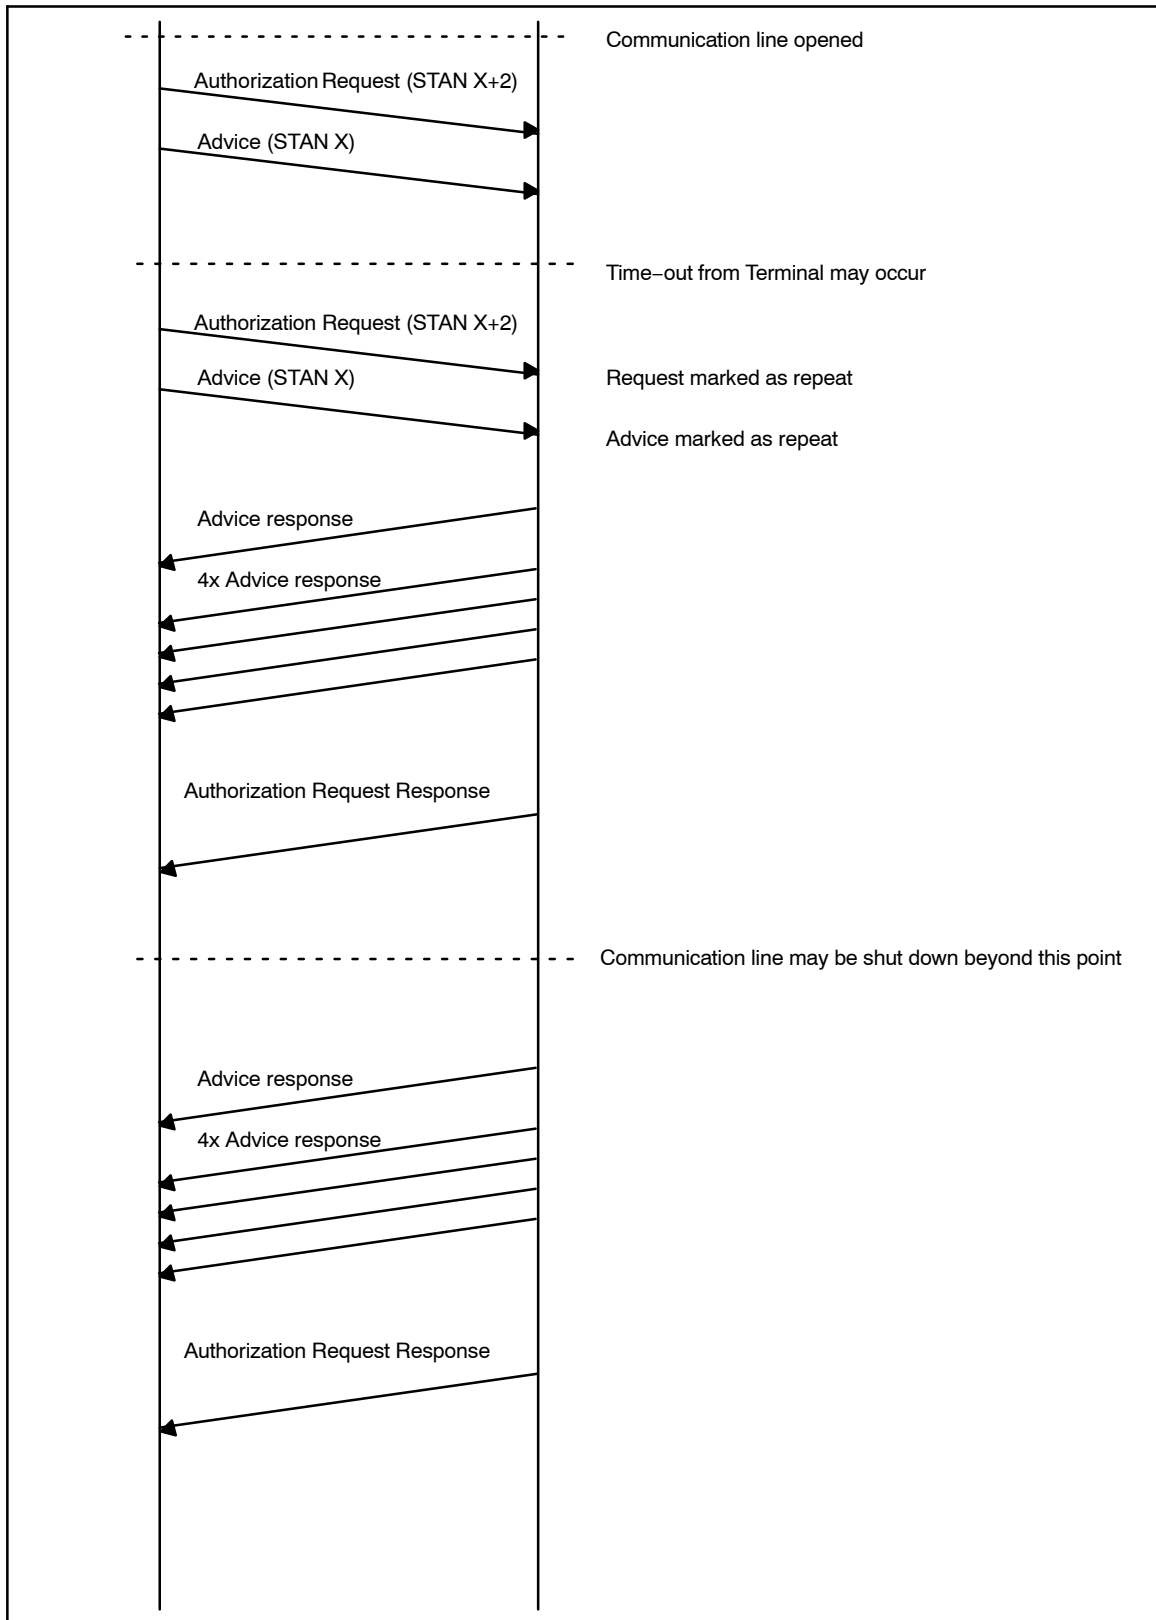 Communication line opened
Authorization Request (STAN X+2)
Advice (STAN X)
Time−out from Terminal may occur
Authorization Request (STAN X+2)
Advice (STAN X)
Request marked as repeat
Advice marked as repeat
Advice response
4x Advice response
Authorization Request Response
Communication line may be shut down beyond this point
Advice response
4x Advice response
Authorization Request Response